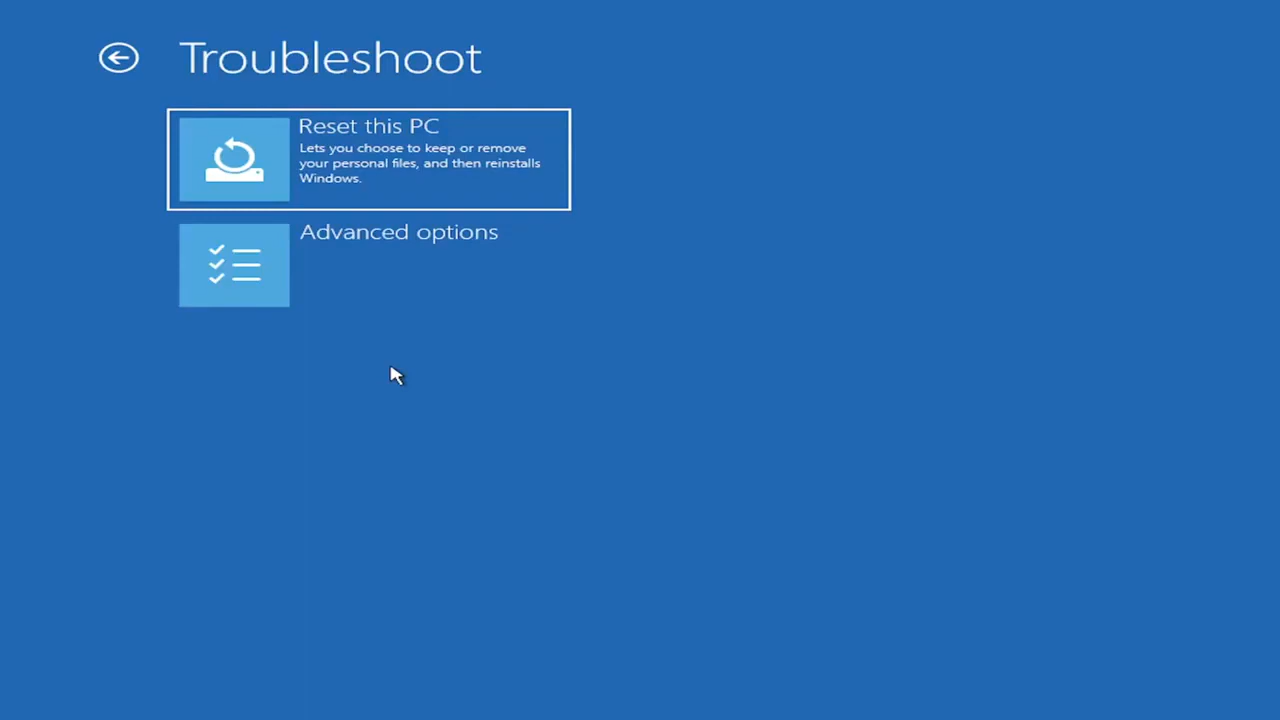 Troubleshoot
Reset this PC
Lets you choose to keep or remove
your personal files, and then reinstalls
Windows.
Advanced options